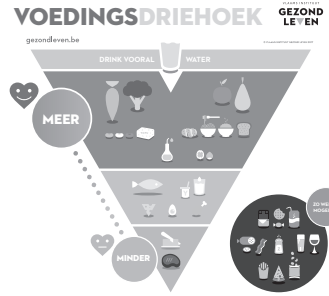 VOEDINGSDRIEHOEK
VLAAMS INSTITUUT
GEZOND
LEVEN
gezondleven.be
DRINK VOORAL WATER
MEER
MINDER